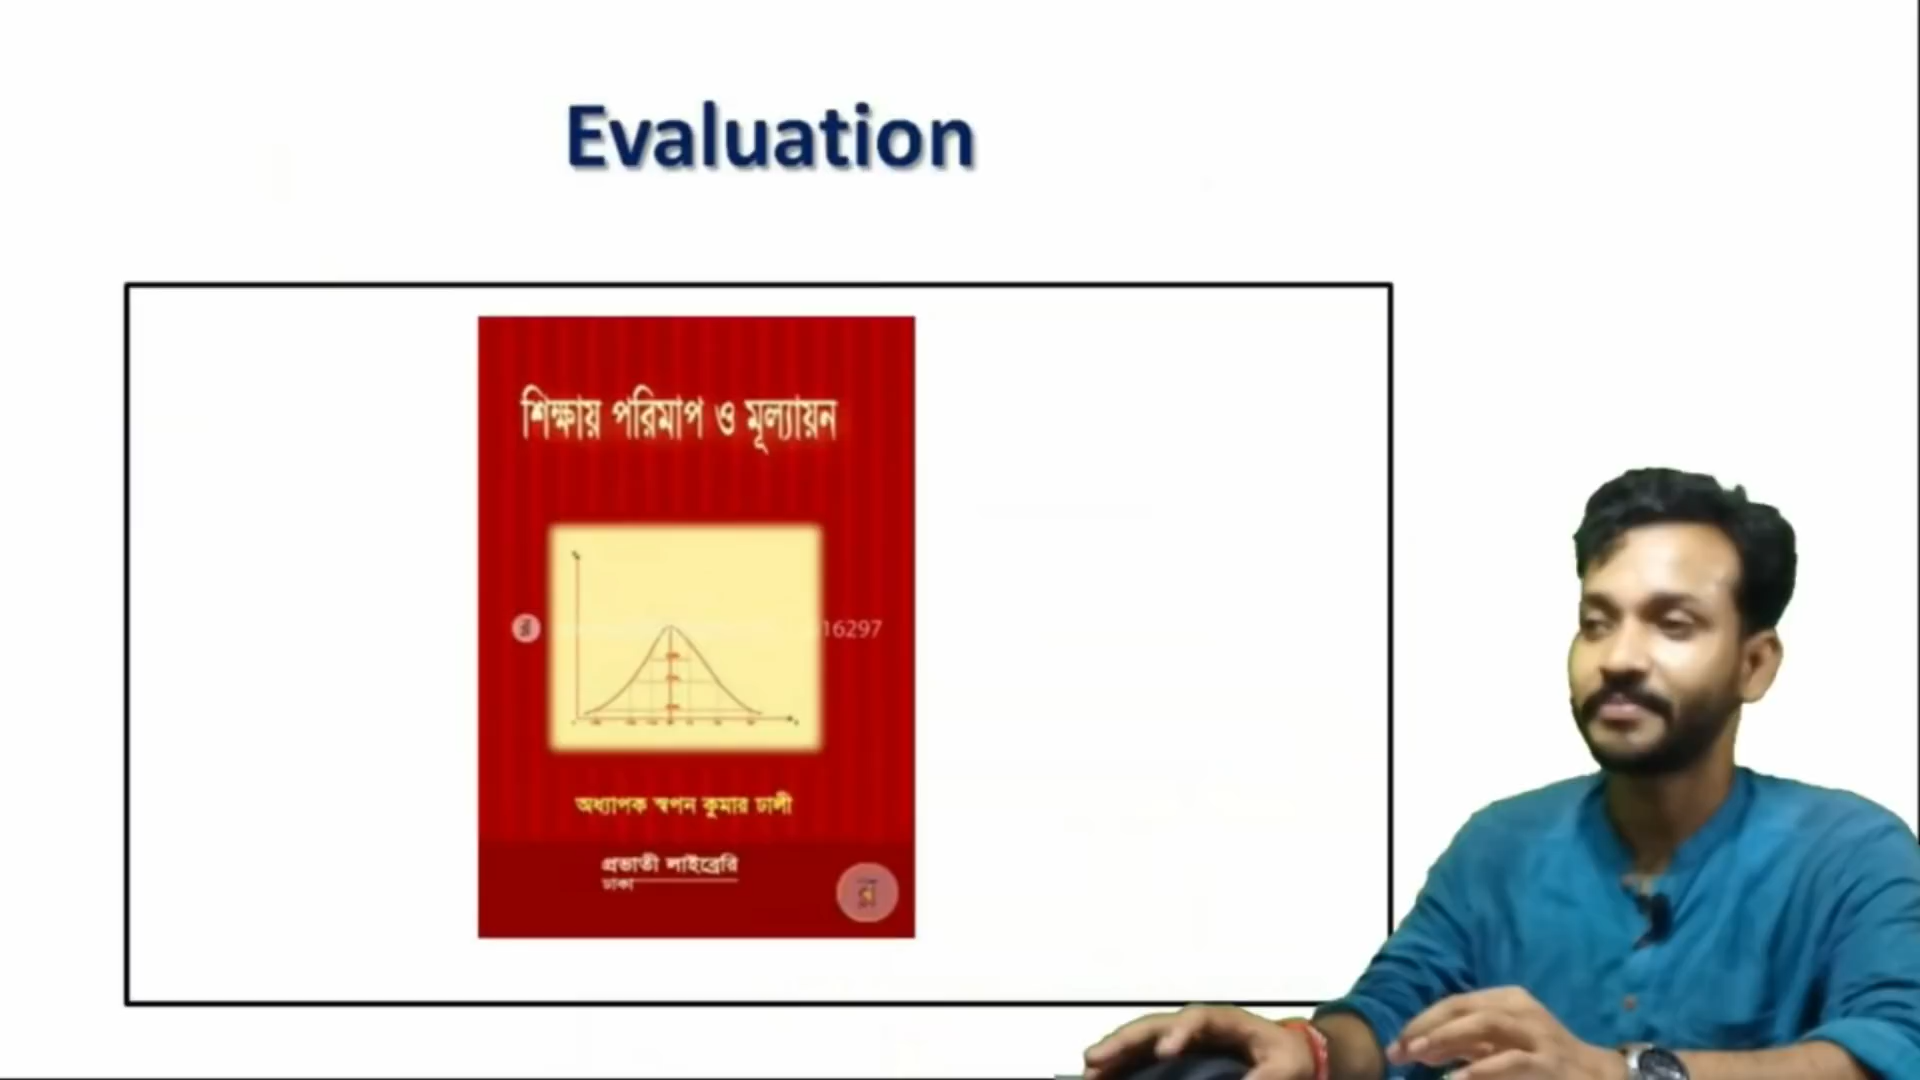 Evaluation
শিক্ষায় পরিমাপ ও মূল্যায়ন
16297
অধ্যাপক স্বপন কুমার ঢালী
প্রভাতী লাইব্রেরি
ঢাকা